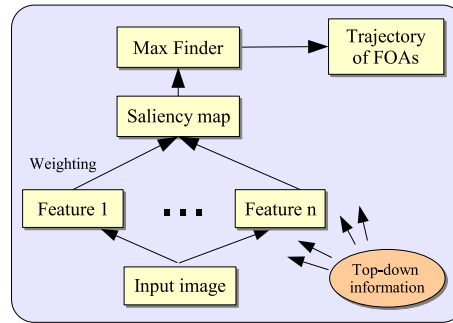 Max Finder
Trajectory
of FOAs
Saliency map
Weighting
Feature 1
...
Feature n
Input image
Top-down
information